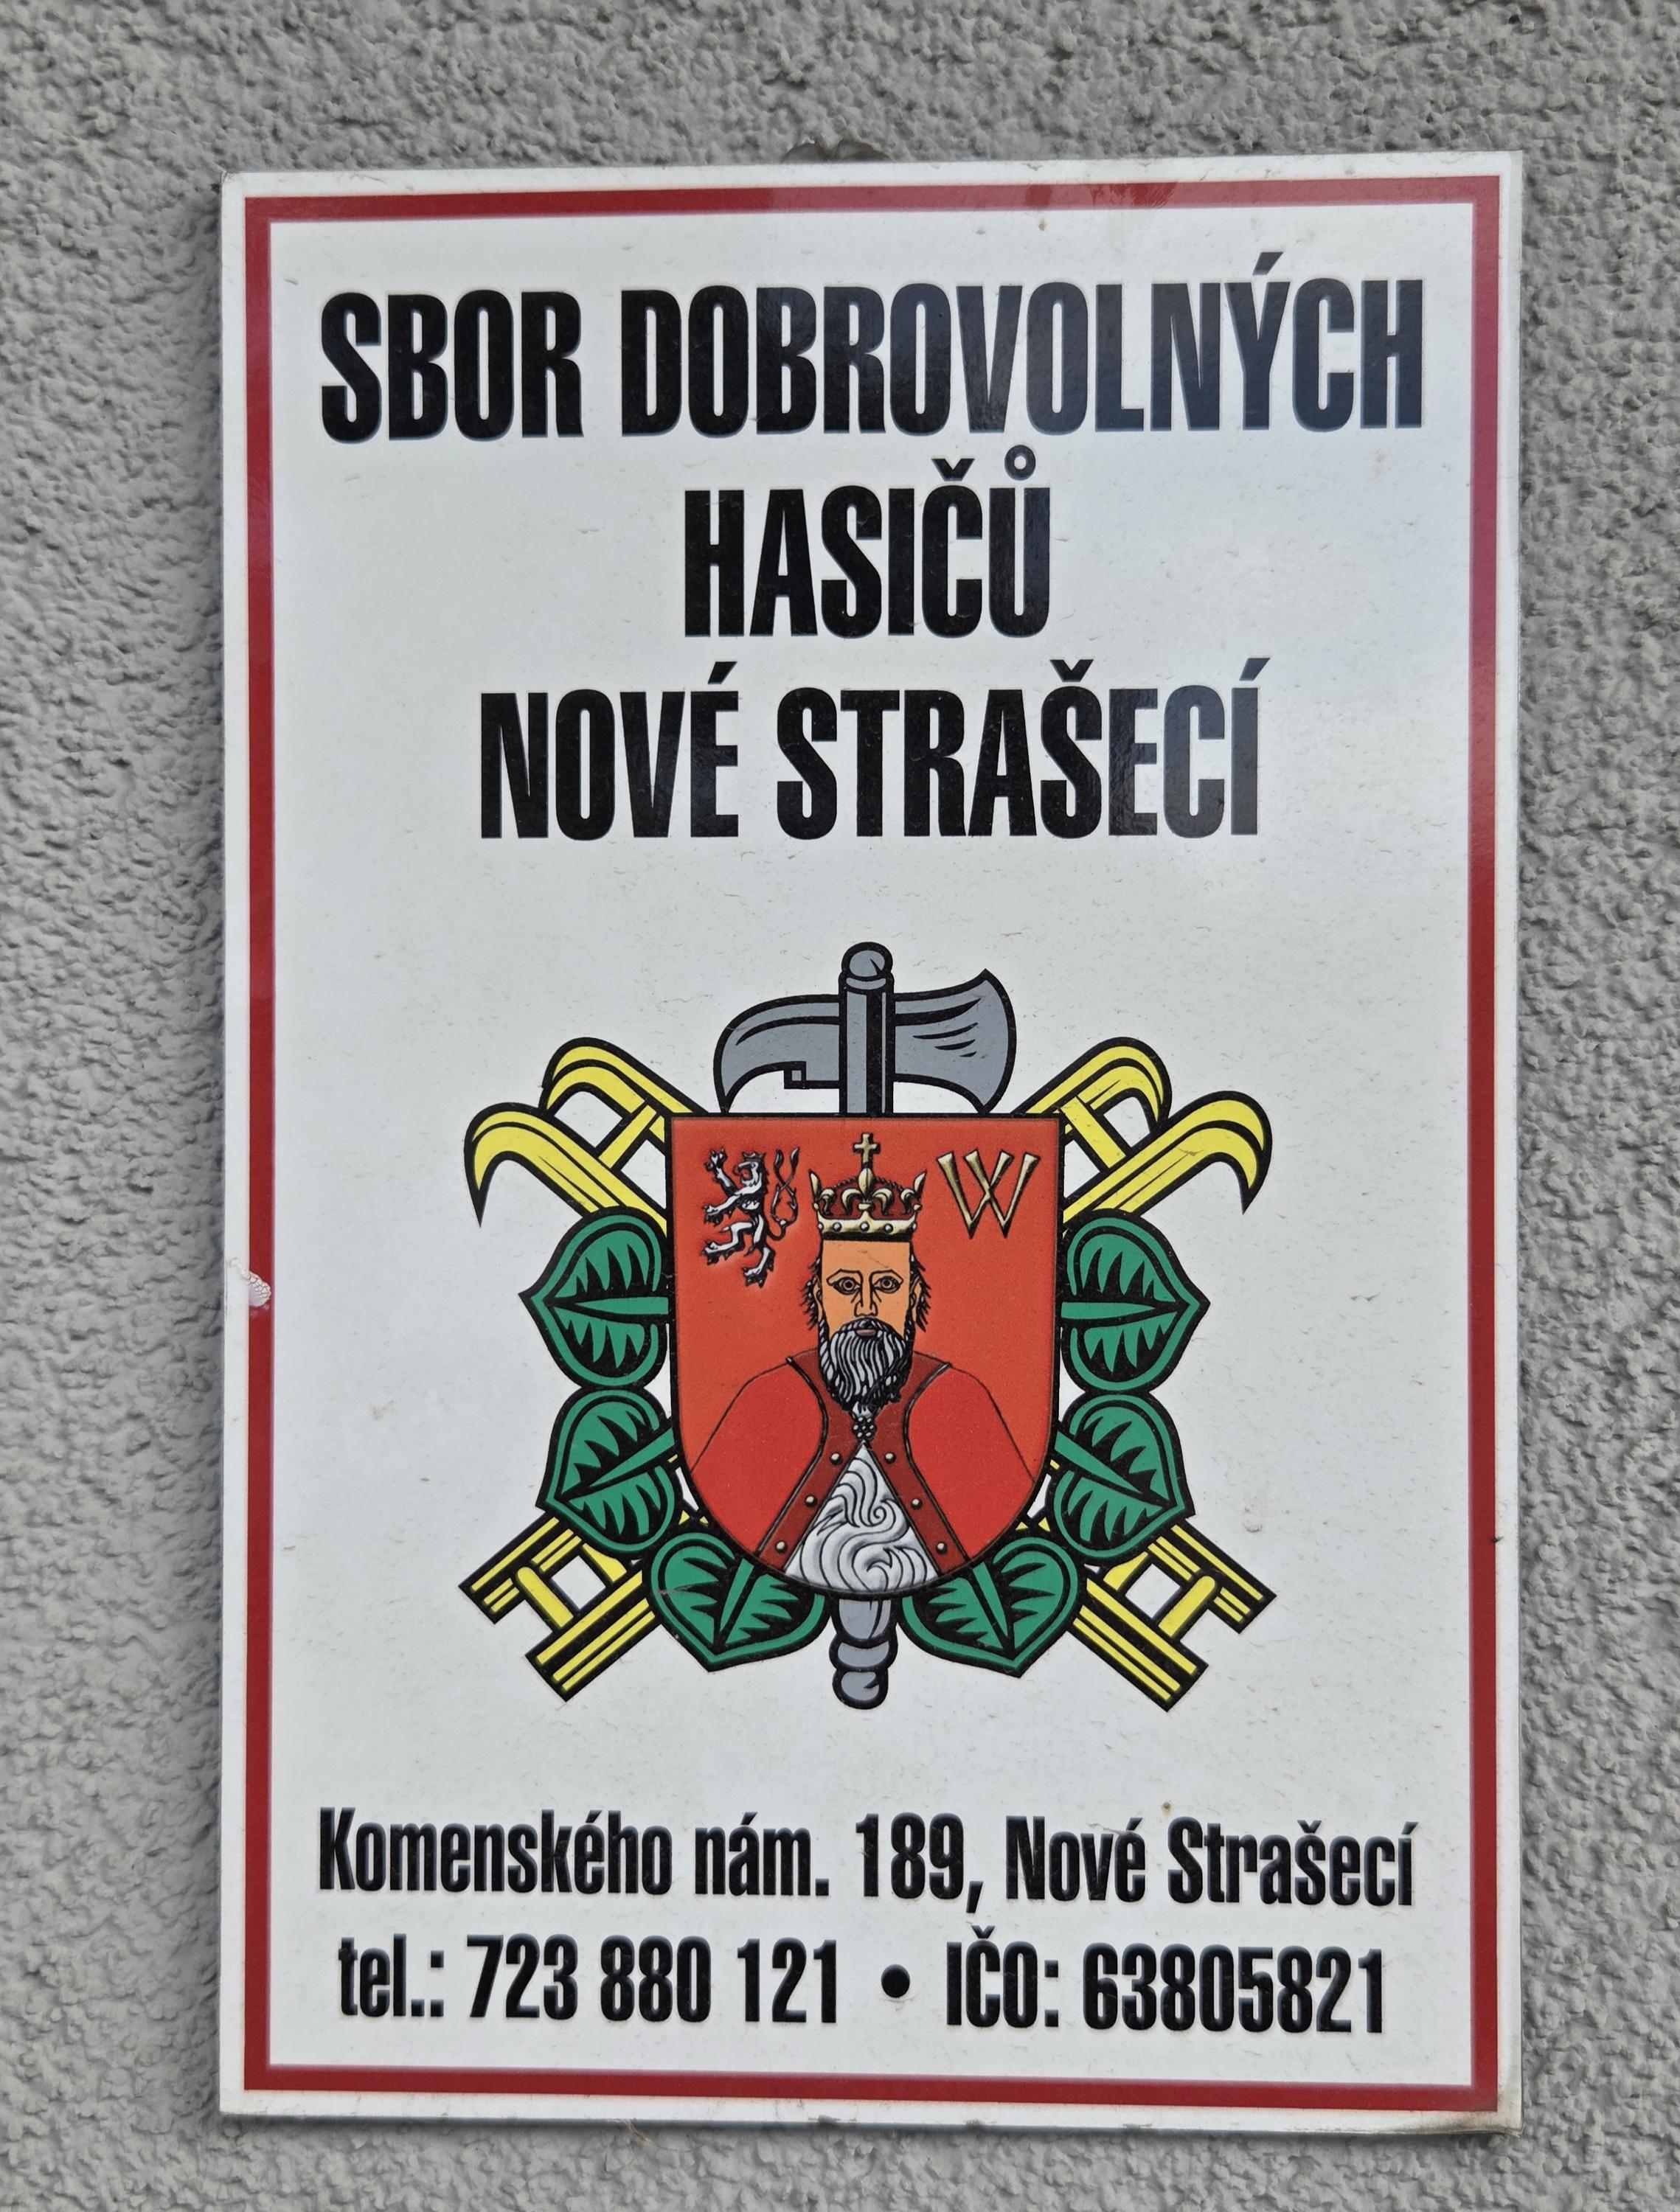 SBOR DOBROVOLNÝCH
HASIČŮ
NOVÉ STRAŠECÍ
W
Komenského nám. 189, Nové Strašecí
tel.: 723 880 121 • IČO: 63805821